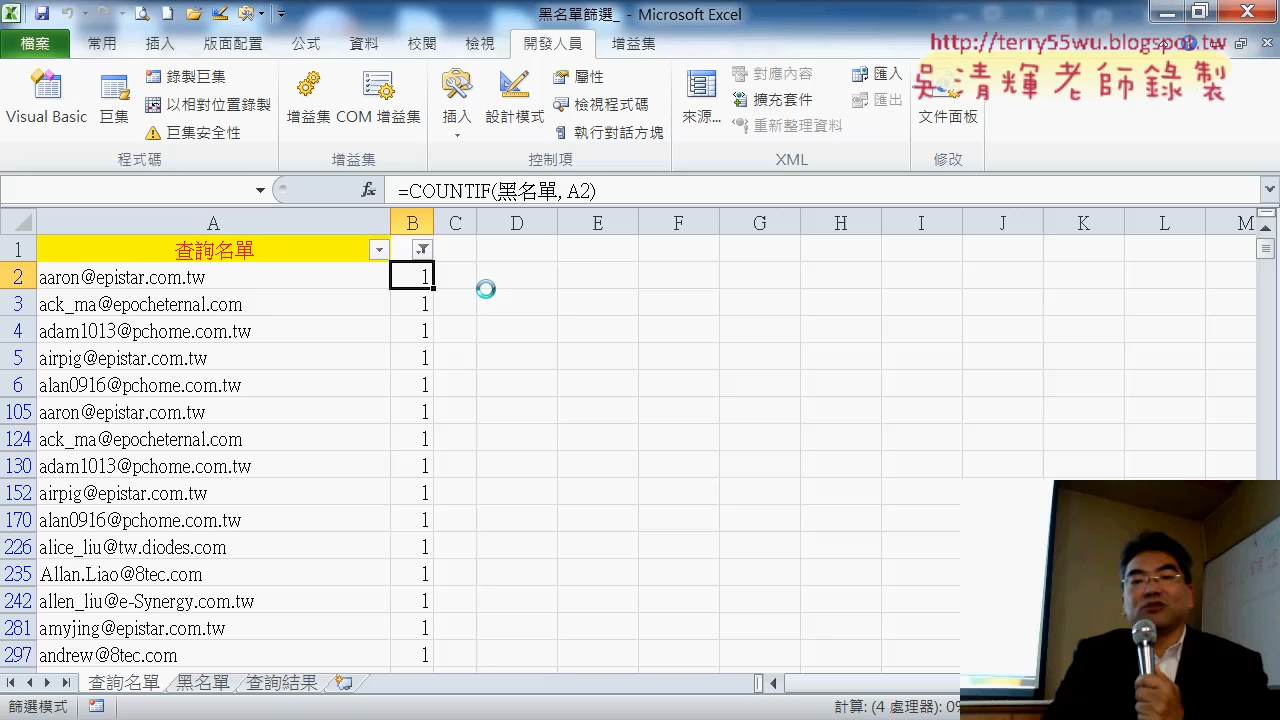 黑名單篩選_ - Microsoft Excel
檔案 常用 插入 版面配置 公式 資料 校閱 檢視 開發人員 增益集
http://terry55wu.blogspot.tw
吳清輝老師錄製
Visual Basic 巨集 錄製巨集 以相對位置錄製 巨集安全性
程式碼
增益集 COM 增益集
增益集
插入 設計模式 屬性 檢視程式碼 執行對話方塊
控制項
來源... 對應內容 擴充套件 重新整理資料 匯入 匯出
XML
文件面板
修改
fx =COUNTIF(黑名單, A2)
A B C D E F G H I J K L M
1 查詢名單
2 aaron@epistar.com.tw 1
3 ack_ma@epocheternal.com 1
4 adam1013@pchome.com.tw 1
5 airpig@epistar.com.tw 1
6 alan0916@pchome.com.tw 1
105 aaron@epistar.com.tw 1
124 ack_ma@epocheternal.com 1
130 adam1013@pchome.com.tw 1
152 airpig@epistar.com.tw 1
170 alan0916@pchome.com.tw 1
226 alice_liu@tw.diodes.com 1
235 Allan.Liao@8tec.com 1
242 allen_liu@e-Synergy.com.tw 1
281 amyjing@epistar.com.tw 1
297 andrew@8tec.com 1
查詢名單 黑名單 查詢結果
篩選模式 計算: (4 處理器): 0%